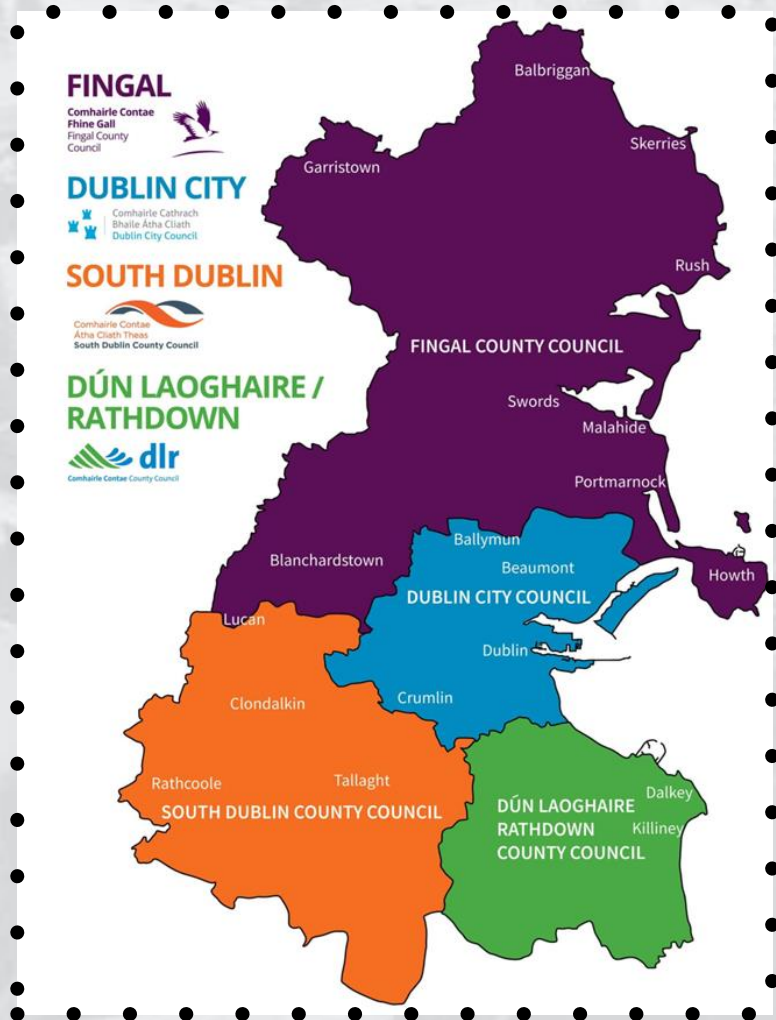 FINGAL
Comhairle Contae
Fhine Gall
Fingal County
Council
DUBLIN CITY
Comhairle Cathrach
Bhaile Átha Cliath
Dublin City Council
SOUTH DUBLIN
Comhairle Contae
Átha Cliath Theas
South Dublin County Council
DÚN LAOGHAIRE /
RATHDOWN
dlr
Comhairle Contae County Council
Balbriggan
Skerries
Garristown
Rush
FINGAL COUNTY COUNCIL
Swords
Malahide
Portmarnock
Ballymun
Blanchardstown
Beaumont
Howth
DUBLIN CITY COUNCIL
Lucan
Dublin
Crumlin
Clondalkin
Rathcoole
Tallaght
SOUTH DUBLIN COUNTY COUNCIL
Dalkey
DÚN LAOGHAIRE
RATHDOWN
COUNTY COUNCIL
Killiney